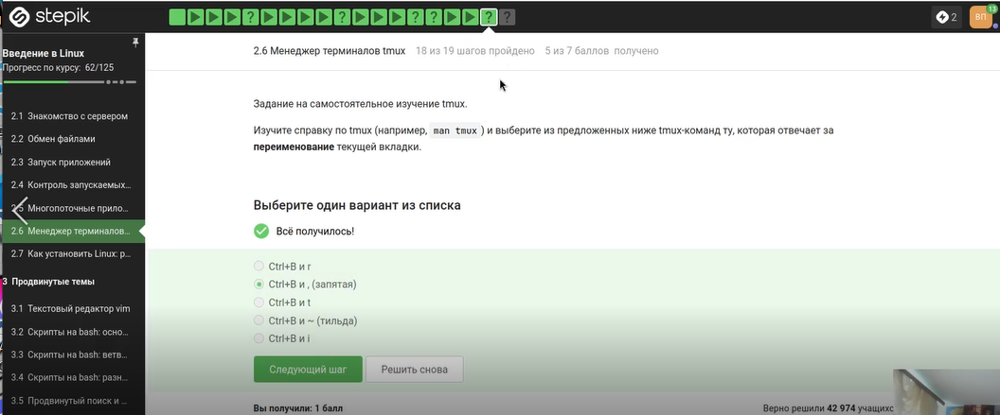 stepik
? ? ? ? ? ?
2
ВП
13
Введение в Linux
Прогресс по курсу: 62/125
2.1 Знакомство с сервером
2.2 Обмен файлами
2.3 Запуск приложений
2.4 Контроль запускаемых...
2.5 Многопоточные прило...
2.6 Менеджер терминалов...
2.7 Как установить Linux: р...
3 Продвинутые темы
3.1 Текстовый редактор vim
3.2 Скрипты на bash: осно...
3.3 Скрипты на bash: ветв...
3.4 Скрипты на bash: разн...
3.5 Продвинутый поиск и ...
2.6 Менеджер терминалов tmux 18 из 19 шагов пройдено 5 из 7 баллов получено
Задание на самостоятельное изучение tmux.
Изучите справку по tmux (например, man tmux ) и выберите из предложенных ниже tmux-команд ту, которая отвечает за
переименование текущей вкладки.
Выберите один вариант из списка
Всё получилось!
Ctrl+B и r
Ctrl+B и , (запятая)
Ctrl+B и t
Ctrl+B и ~ (тильда)
Ctrl+B и i
Следующий шаг Решить снова
Вы получили: 1 балл Верно решили 42 974 учащихс